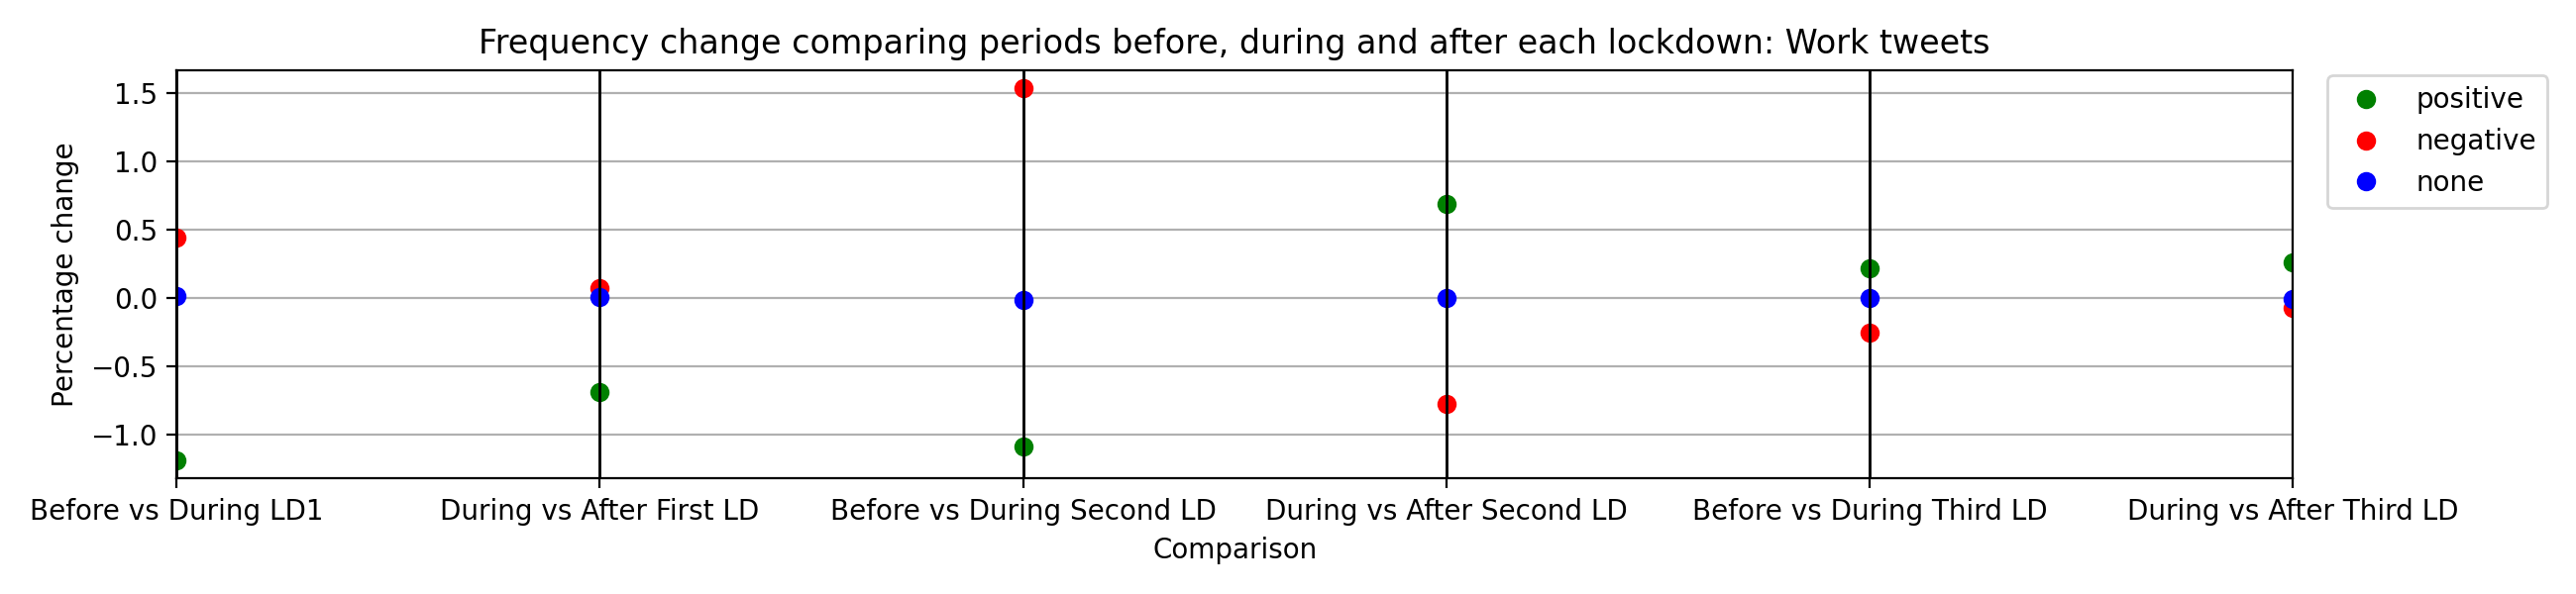 Frequency change comparing periods before, during and after each lockdown: Work tweets
Percentage change
1.5
1.0
0.5
0.0
−0.5
−1.0
Before vs During LD1
During vs After First LD
Before vs During Second LD
During vs After Second LD
Before vs During Third LD
During vs After Third LD
Comparison
positive
negative
none